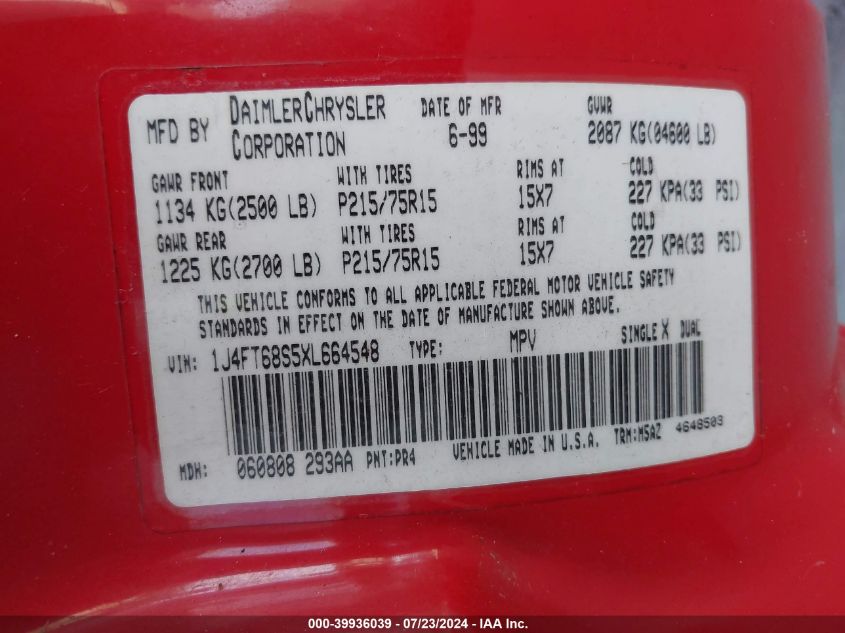 MFD BY DAIMLERCHRYSLER CORPORATION DATE OF MFR 6-99 GVWR 2087 KG(04600 LB)
GAWR FRONT WITH TIRES RIMS AT COLD
1134 KG(2500 LB) P215/75R15 15X7 227 KPA(33 PSI)
GAWR REAR WITH TIRES RIMS AT COLD
1225 KG(2700 LB) P215/75R15 15X7 227 KPA(33 PSI)
THIS VEHICLE CONFORMS TO ALL APPLICABLE FEDERAL MOTOR VEHICLE SAFETY
STANDARDS IN EFFECT ON THE DATE OF MANUFACTURE SHOWN ABOVE.
VIN: 1J4FT68S5XL664548 TYPE: MPV SINGLE X DUAL
MDH: 060808 293AA PNT:PR4 VEHICLE MADE IN U.S.A. TRM:M5AZ 4648503
000-39936039 / 07/23/2024 - IAA Inc.